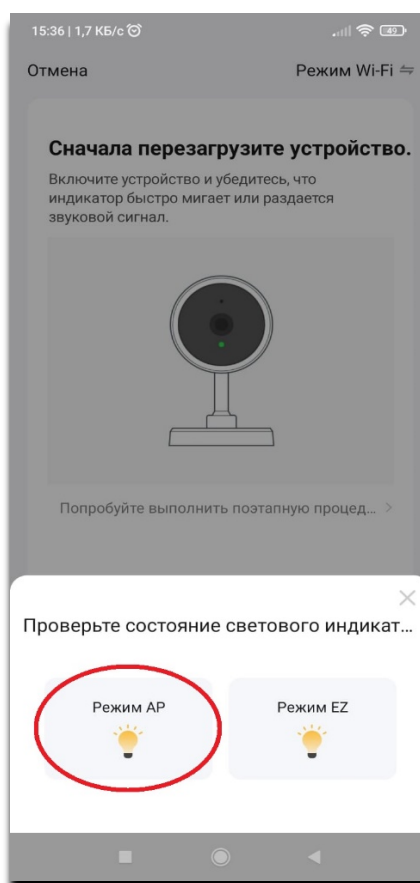 15:36 | 1,7 КБ/с
49
Отмена
Режим Wi-Fi
Сначала перезагрузите устройство.
Включите устройство и убедитесь, что
индикатор быстро мигает или раздается
звуковой сигнал.
Попробуйте выполнить поэтапную процед...
Проверьте состояние светового индикат...
Режим AP
Режим EZ